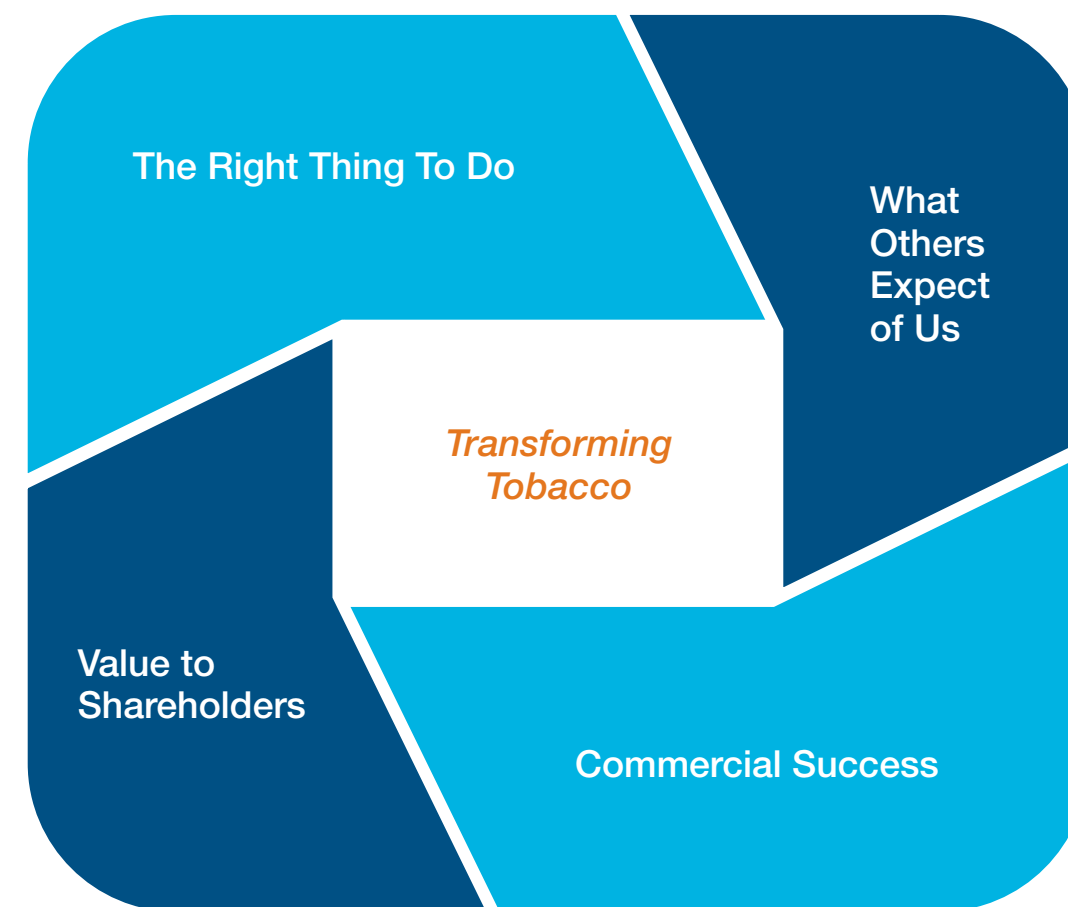 The Right Thing To Do
What
Others
Expect
of Us
Transforming
Tobacco
Value to
Shareholders
Commercial Success